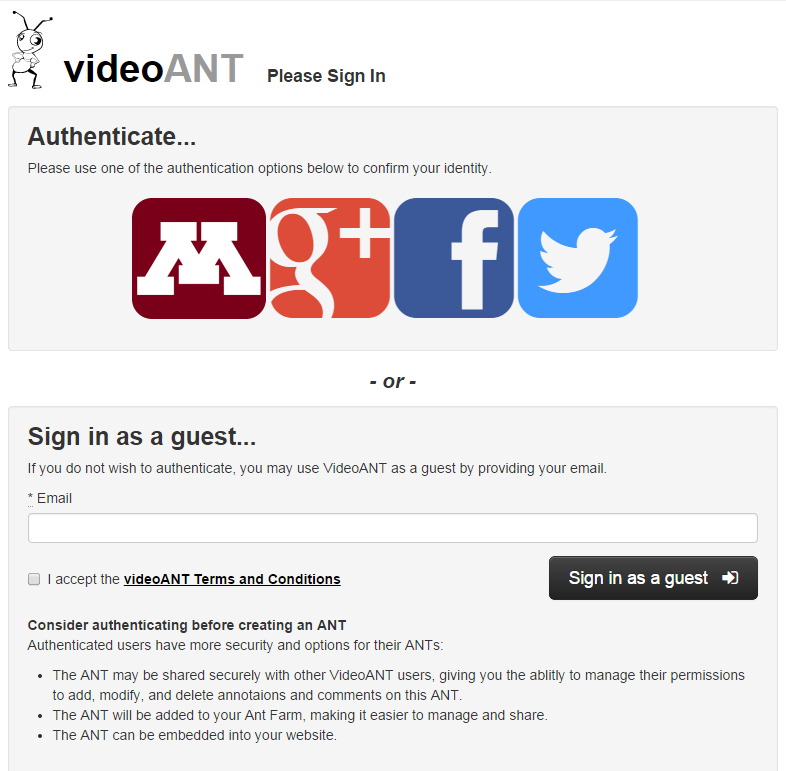 videoANT Please Sign In
Authenticate...
Please use one of the authentication options below to confirm your identity.
M g+ f
- or -
Sign in as a guest...
If you do not wish to authenticate, you may use VideoANT as a guest by providing your email.
* Email
I accept the videoANT Terms and Conditions
Sign in as a guest
Consider authenticating before creating an ANT
Authenticated users have more security and options for their ANTs:
• The ANT may be shared securely with other VideoANT users, giving you the ablitly to manage their permissions
to add, modify, and delete annotaions and comments on this ANT.
• The ANT will be added to your Ant Farm, making it easier to manage and share.
• The ANT can be embedded into your website.